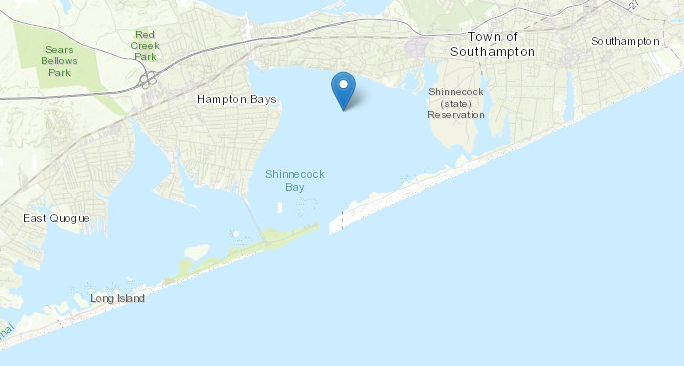 Red
Creek
Park
Sears
Bellows
Park
Town of
Southampton
Southampton
Hampton Bays
Shinnecock
(state)
Reservation
Shinnecock
Bay
East Quogue
Long Island